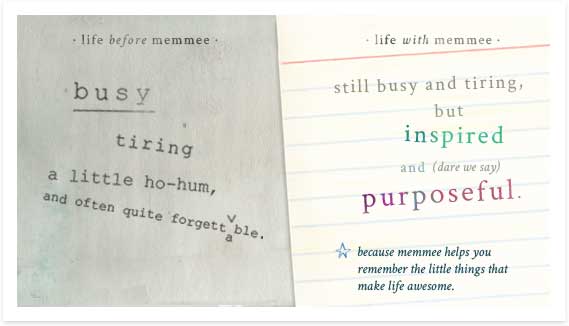 · life before memmee ·
busy
tiring
a little ho-hum,
and often quite forgettable.
· life with memmee ·
still busy and tiring,
but
inspired
and (dare we say)
purposeful.
☆ because memmee helps you
remember the little things that
make life awesome.